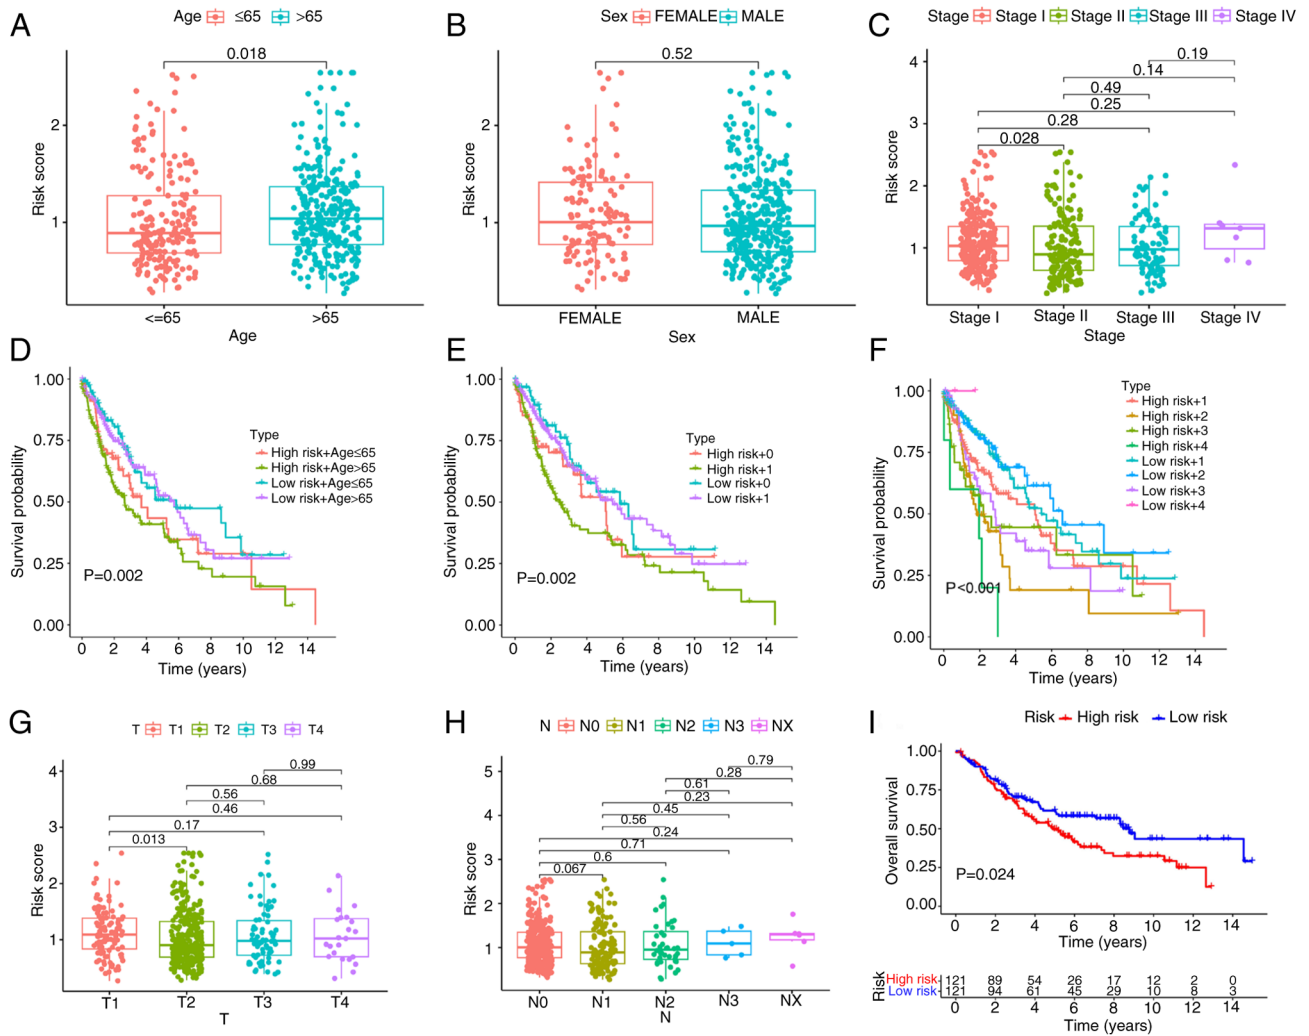 A
Age ≤65 >65
Risk score
2
1
0.018
<=65 >65
Age
B
Sex FEMALE MALE
Risk score
2
1
0.52
FEMALE MALE
Sex
C
Stage Stage I Stage II Stage III Stage IV
Risk score
4
3
2
1
0.19
0.14
0.49
0.25
0.28
0.028
Stage I Stage II Stage III Stage IV
Stage
D
Survival probability
1.00
0.75
0.50
0.25
0.00
Type
High risk+Age≤65
High risk+Age>65
Low risk+Age≤65
Low risk+Age>65
P=0.002
0 2 4 6 8 10 12 14
Time (years)
E
Survival probability
1.00
0.75
0.50
0.25
0.00
Type
High risk+0
High risk+1
Low risk+0
Low risk+1
P=0.002
0 2 4 6 8 10 12 14
Time (years)
F
Survival probability
1.00
0.75
0.50
0.25
0.00
Type
High risk+1
High risk+2
High risk+3
High risk+4
Low risk+1
Low risk+2
Low risk+3
Low risk+4
P<0.001
0 2 4 6 8 10 12 14
Time (years)
G
T T1 T2 T3 T4
Risk score
4
3
2
1
0.99
0.68
0.56
0.46
0.17
0.013
T1 T2 T3 T4
T
H
N N0 N1 N2 N3 NX
Risk score
5
4
3
2
1
0.79
0.28
0.61
0.23
0.45
0.56
0.24
0.71
0.6
0.067
N0 N1 N2 N3 NX
N
I
Risk High risk Low risk
Overall survival
1.00
0.75
0.50
0.25
0.00
P=0.024
0 2 4 6 8 10 12 14
Time (years)
Risk
High risk 121 89 54 26 17 12 2 0
Low risk 121 94 61 45 29 10 8 3
0 2 4 6 8 10 12 14
Time (years)